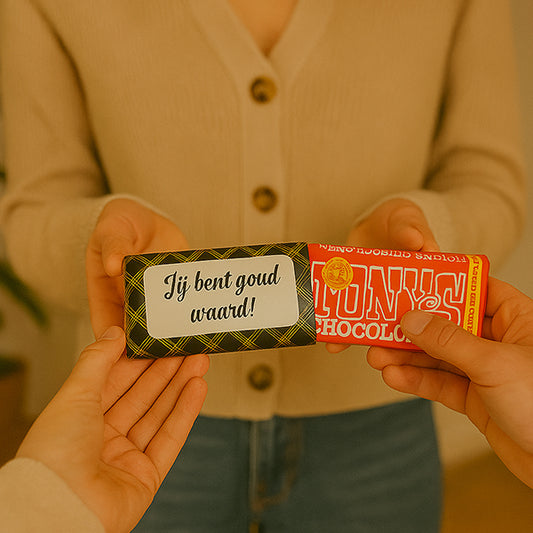 Jij bent goud
waard!
TONY'S
CHOCOLO